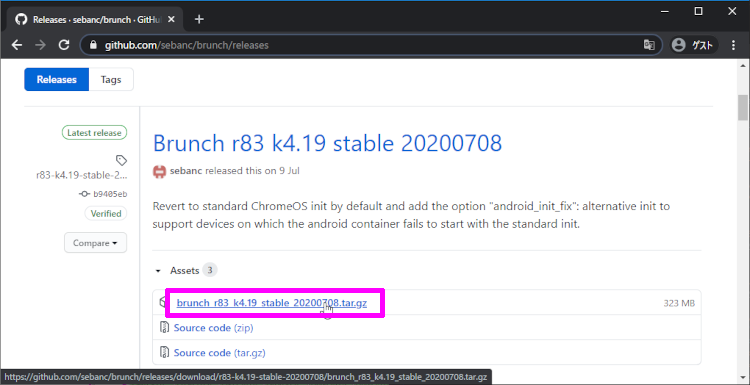 Releases · sebanc/brunch · GitHu
github.com/sebanc/brunch/releases
ゲスト
Releases
Tags
Latest release
r83-k4.19-stable-2...
b9405eb
Verified
Compare
Brunch r83 k4.19 stable 20200708
sebanc released this on 9 Jul
Revert to standard ChromeOS init by default and add the option "android_init_fix": alternative init to
support devices on which the android container fails to start with the standard init.
Assets 3
brunch_r83_k4.19_stable_20200708.tar.gz
323 MB
Source code (zip)
Source code (tar.gz)
https://github.com/sebanc/brunch/releases/download/r83-k4.19-stable-20200708/brunch_r83_k4.19_stable_20200708.tar.gz